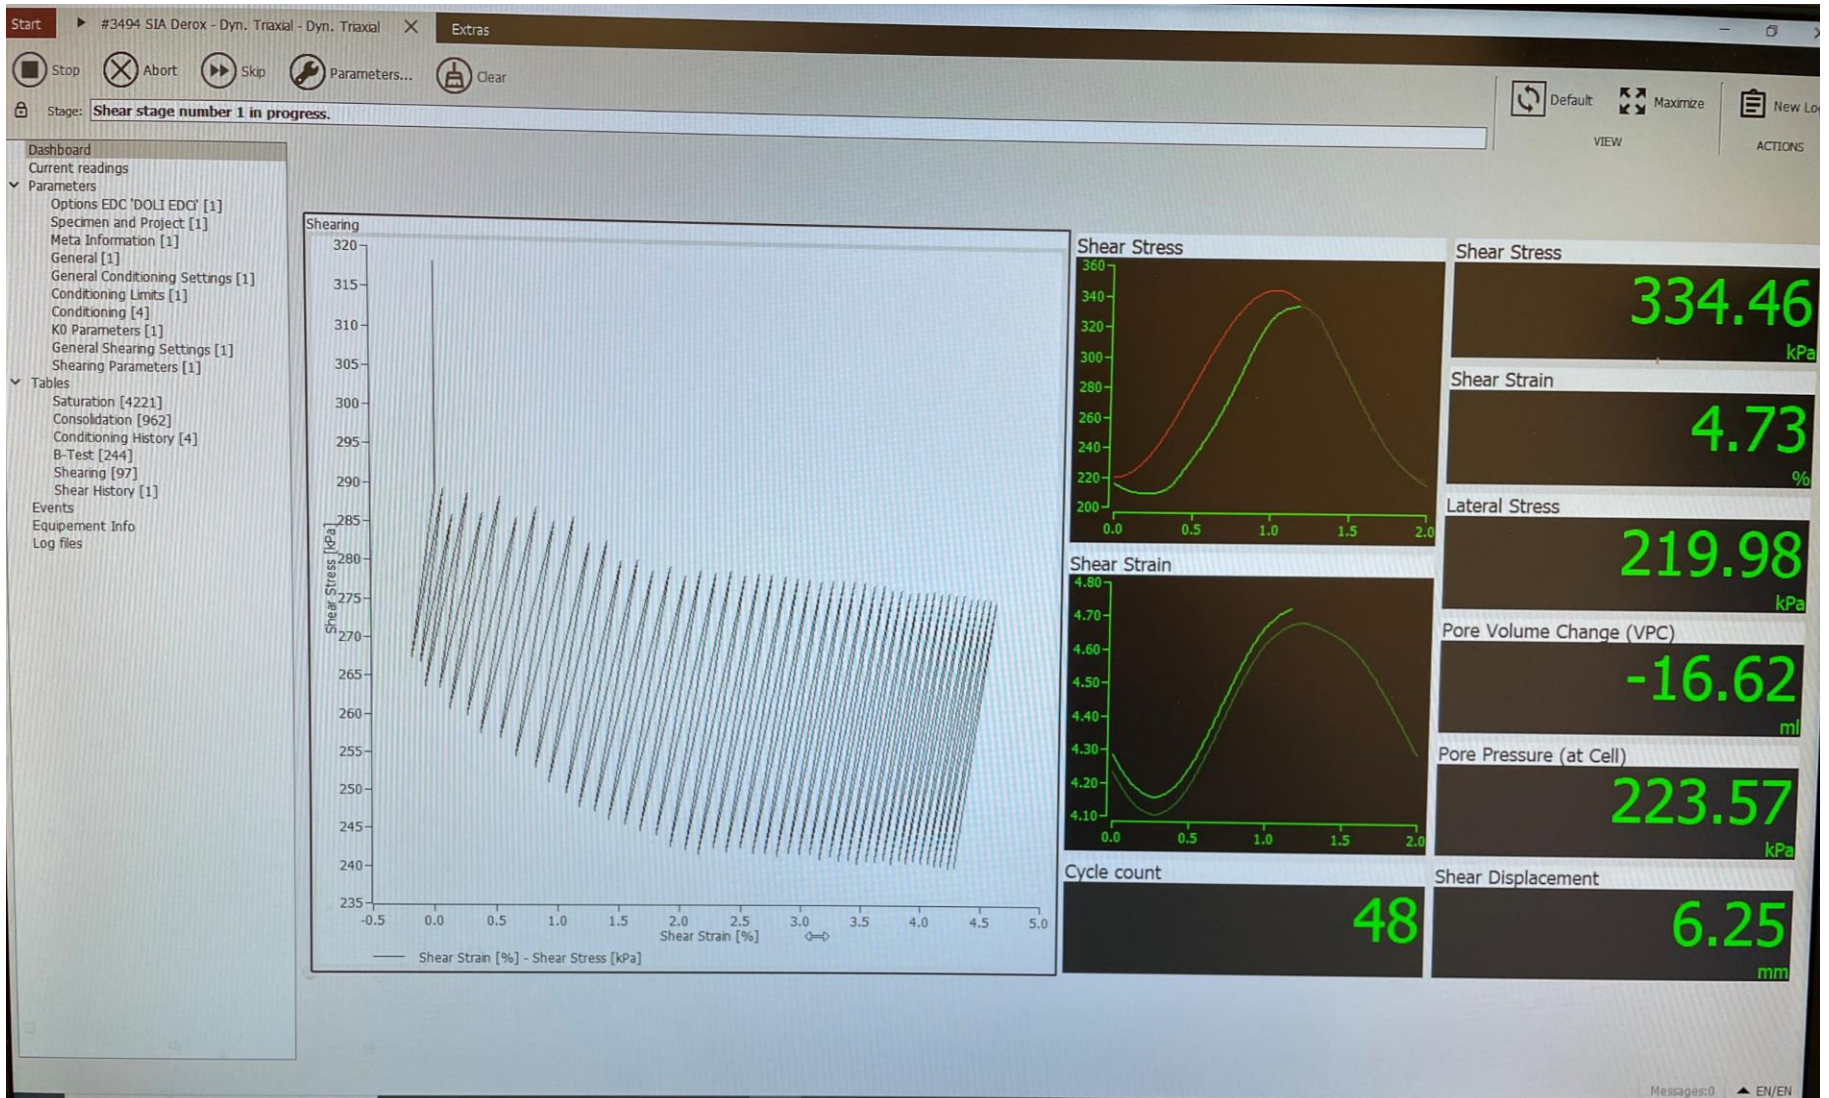 Start
#3494 SIA Derox - Dyn. Triaxial - Dyn. Triaxial
Extras
Stop
Abort
Skip
Parameters...
Clear
Default
Maximize
New Lo
VIEW
ACTIONS
Stage: Shear stage number 1 in progress.
Dashboard
Current readings
Parameters
Options EDC 'DOLI EDCi' [1]
Specimen and Project [1]
Meta Information [1]
General [1]
General Conditioning Settings [1]
Conditioning Limits [1]
Conditioning [4]
K0 Parameters [1]
General Shearing Settings [1]
Shearing Parameters [1]
Tables
Saturation [4221]
Consolidation [962]
Conditioning History [4]
B-Test [244]
Shearing [97]
Shear History [1]
Events
Equipement Info
Log files
Shearing
320
315
310
305
300
295
290
285
280
275
270
265
260
255
250
245
240
235
Shear Stress [kPa]
-0.5 0.0 0.5 1.0 1.5 2.0 2.5 3.0 3.5 4.0 4.5 5.0
Shear Strain [%]
Shear Strain [%] - Shear Stress [kPa]
Shear Stress
360
340
320
300
280
260
240
220
200
0.0 0.5 1.0 1.5 2.0
Shear Strain
4.80
4.70
4.60
4.50
4.40
4.30
4.20
4.10
0.0 0.5 1.0 1.5 2.0
Cycle count
48
Shear Stress
334.46
kPa
Shear Strain
4.73
%
Lateral Stress
219.98
kPa
Pore Volume Change (VPC)
-16.62
ml
Pore Pressure (at Cell)
223.57
kPa
Shear Displacement
6.25
mm
Messages:0
EN/EN